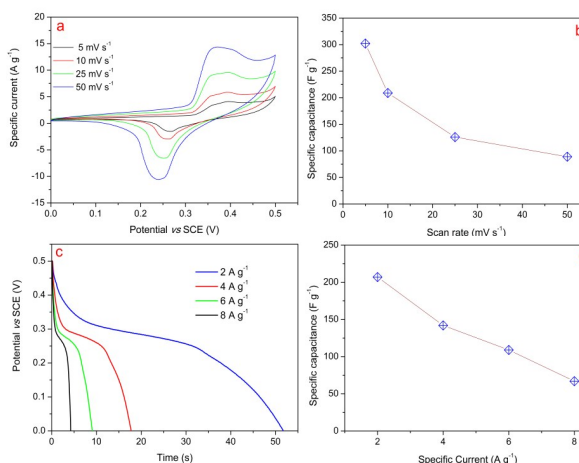 a
5 mV s⁻¹
10 mV s⁻¹
25 mV s⁻¹
50 mV s⁻¹
Specific current (A g⁻¹)
20
15
10
5
0
-5
-10
-15
0.0 0.1 0.2 0.3 0.4 0.5
Potential vs SCE (V)
b
Specific capacitance (F g⁻¹)
350
300
250
200
150
100
50
0
0 10 20 30 40 50
Scan rate (mV s⁻¹)
c
2 A g⁻¹
4 A g⁻¹
6 A g⁻¹
8 A g⁻¹
Potential vs SCE (V)
0.5
0.4
0.3
0.2
0.1
0.0
0 10 20 30 40 50
Time (s)
Specific capacitance (F g⁻¹)
250
200
150
100
50
0
2 4 6 8
Specific Current (A g⁻¹)